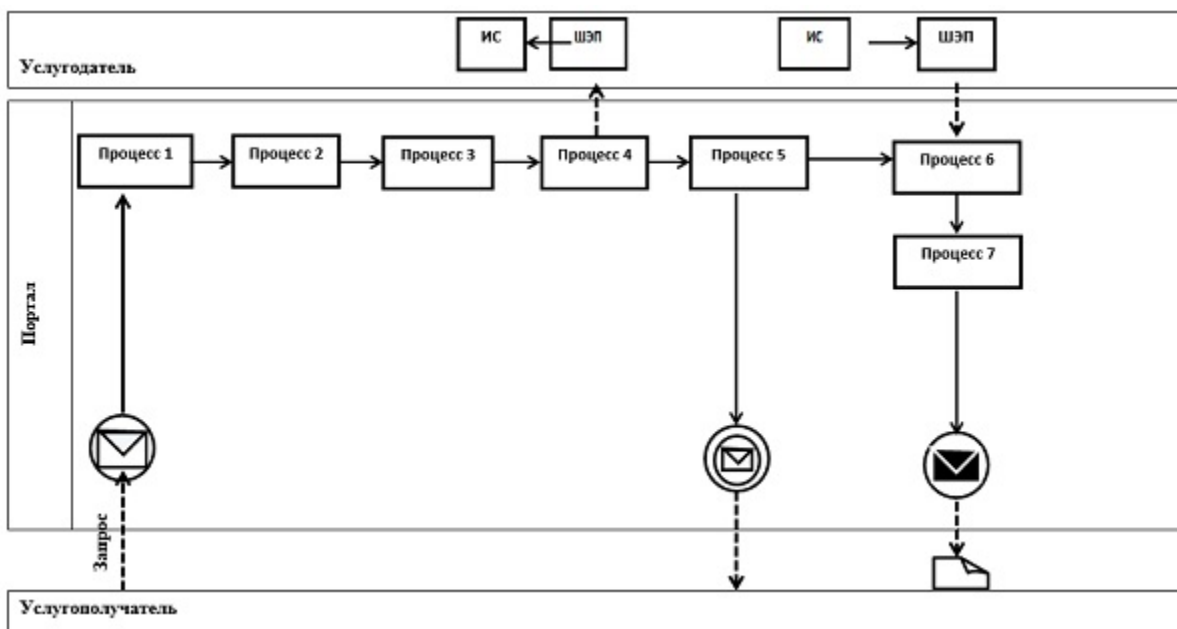 ИС
ШЭП
ИС
ШЭП
Услугодатель
Процесс 1
Процесс 2
Процесс 3
Процесс 4
Процесс 5
Процесс 6
Процесс 7
Портал
Запрос
Услугополучатель